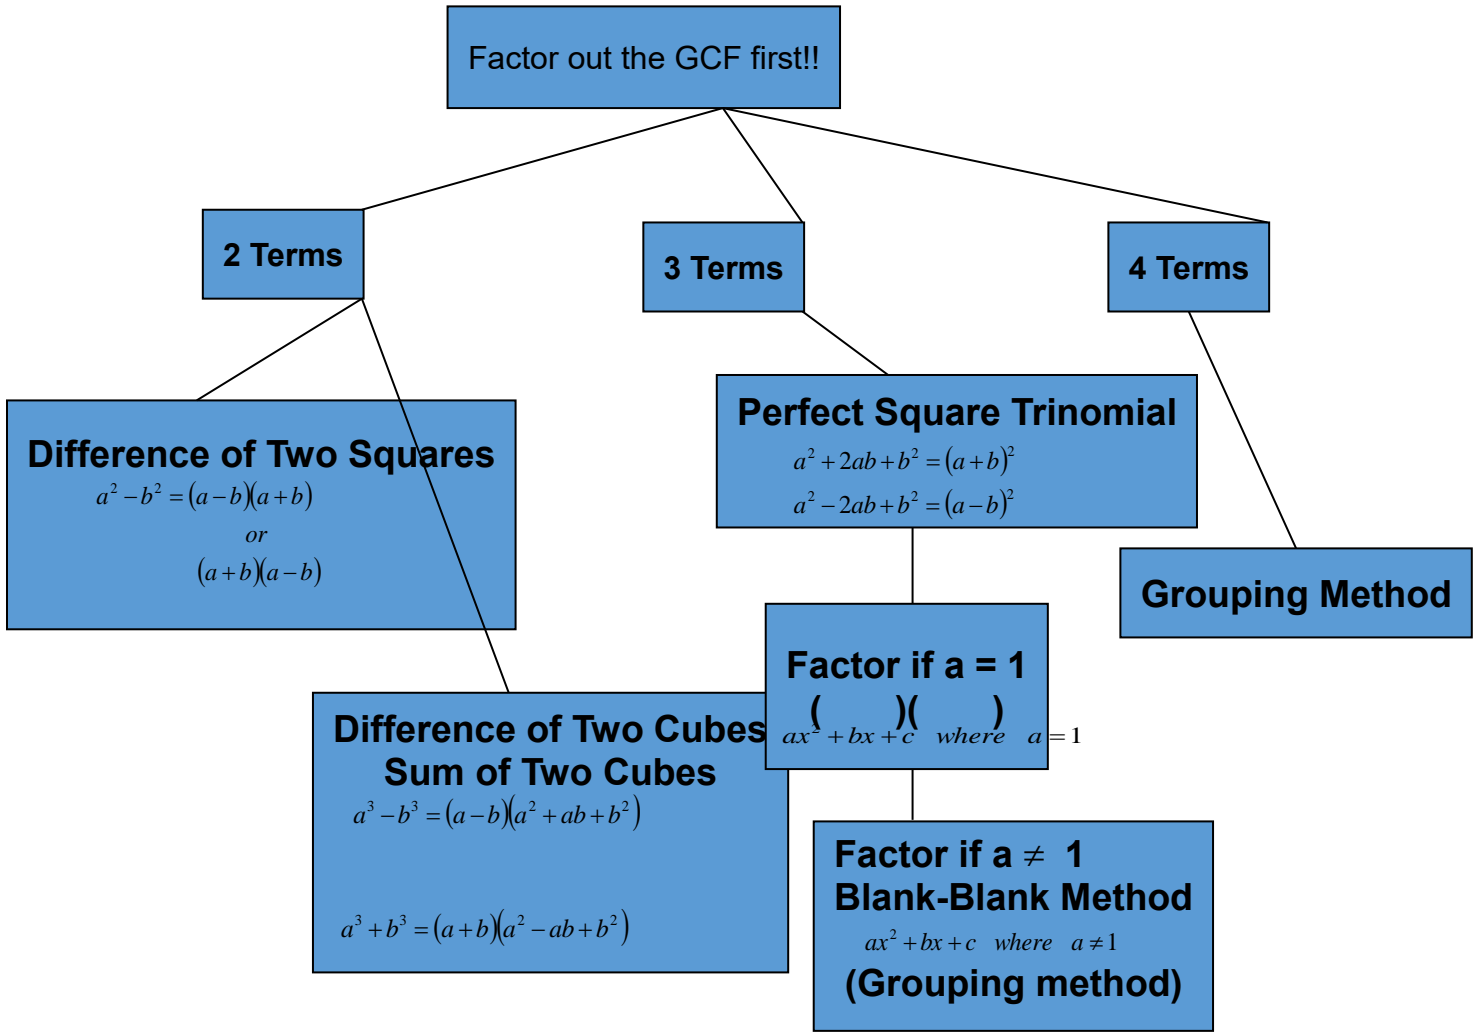 Factor out the GCF first!!
2 Terms
3 Terms
4 Terms
Difference of Two Squares
a² − b² = (a − b)(a + b)
or
(a + b)(a − b)
Perfect Square Trinomial
a² + 2ab + b² = (a + b)²
a² − 2ab + b² = (a − b)²
Grouping Method
Factor if a = 1
(      )(      )
ax² + bx + c   where   a = 1
Difference of Two Cubes
Sum of Two Cubes
a³ − b³ = (a − b)(a² + ab + b²)
a³ + b³ = (a + b)(a² − ab + b²)
Factor if a ≠ 1
Blank-Blank Method
ax² + bx + c   where   a ≠ 1
(Grouping method)